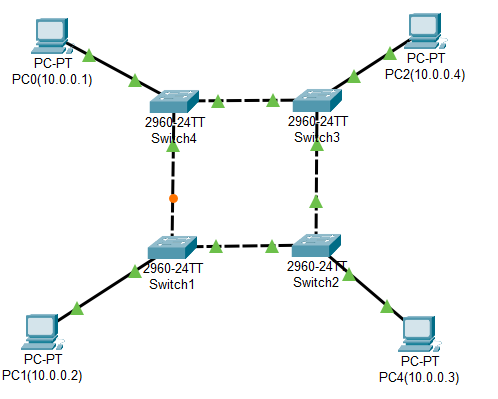 PC-PT
PC0(10.0.0.1)
PC-PT
PC2(10.0.0.4)
2960-24TT
Switch4
2960-24TT
Switch3
2960-24TT
Switch1
2960-24TT
Switch2
PC-PT
PC1(10.0.0.2)
PC-PT
PC4(10.0.0.3)